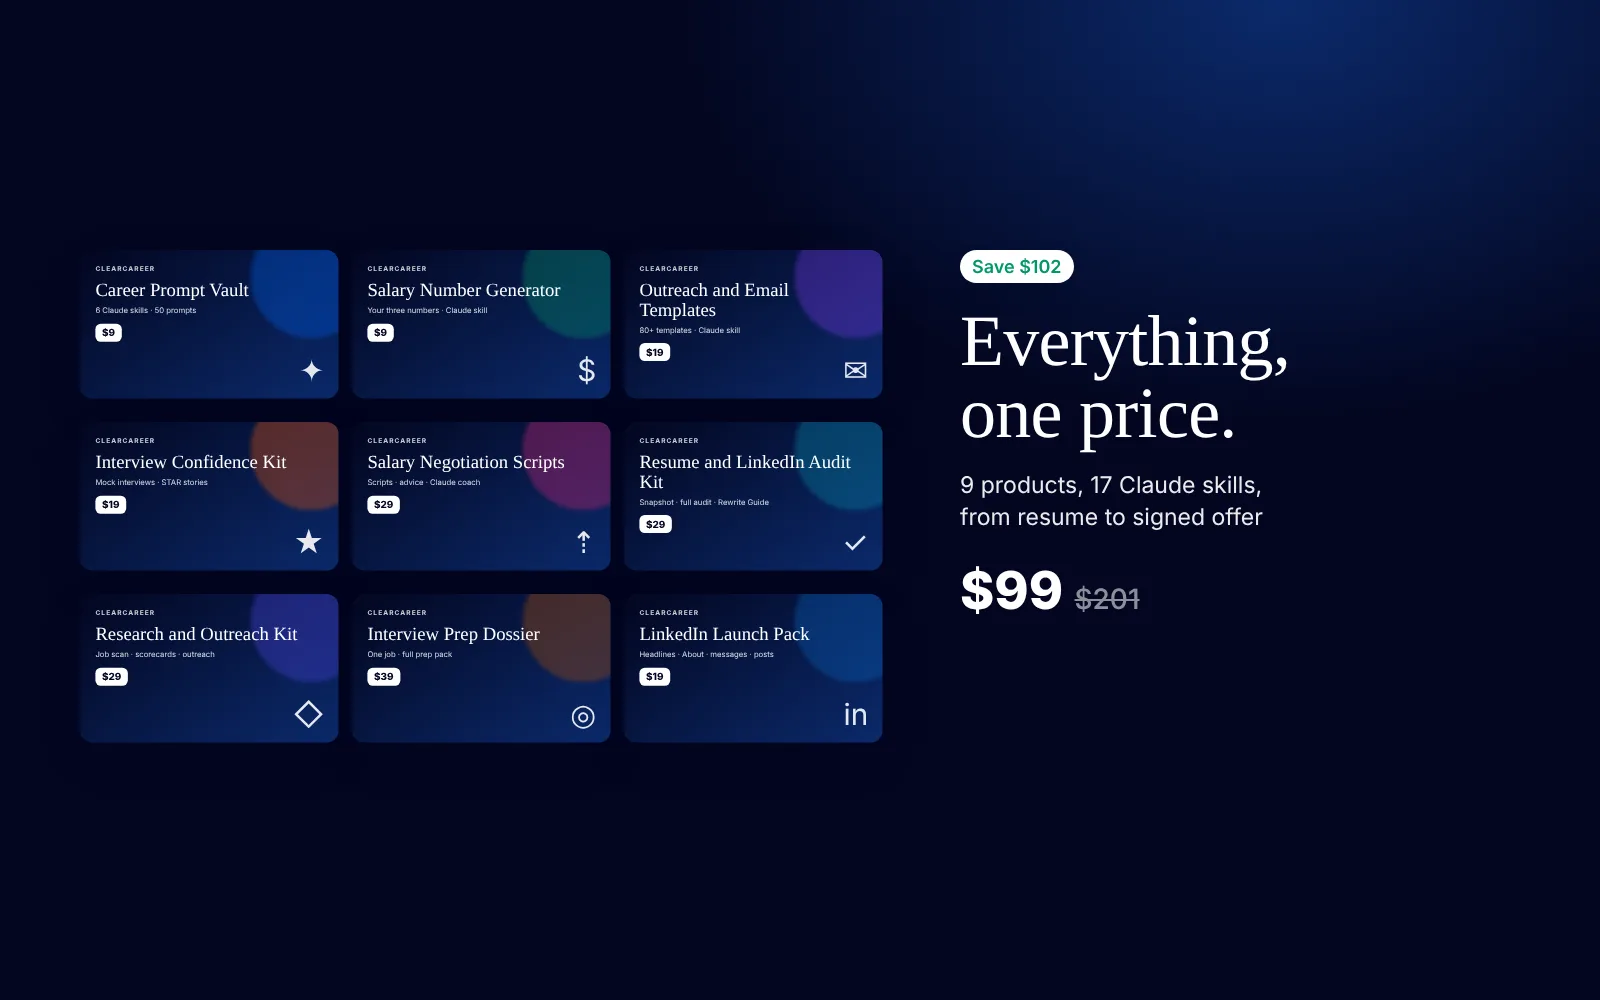 CLEARCAREER
Career Prompt Vault
6 Claude skills · 50 prompts
$9
✦
CLEARCAREER
Salary Number Generator
Your three numbers · Claude skill
$9
$
CLEARCAREER
Outreach and Email
Templates
80+ templates · Claude skill
$19
✉
CLEARCAREER
Interview Confidence Kit
Mock interviews · STAR stories
$19
★
CLEARCAREER
Salary Negotiation Scripts
Scripts · advice · Claude coach
$29
⇡
CLEARCAREER
Resume and LinkedIn Audit
Kit
Snapshot · full audit · Rewrite Guide
$29
✓
CLEARCAREER
Research and Outreach Kit
Job scan · scorecards · outreach
$29
◇
CLEARCAREER
Interview Prep Dossier
One job · full prep pack
$39
◎
CLEARCAREER
LinkedIn Launch Pack
Headlines · About · messages · posts
$19
in
Save $102
Everything,
one price.
9 products, 17 Claude skills,
from resume to signed offer
$99 $201